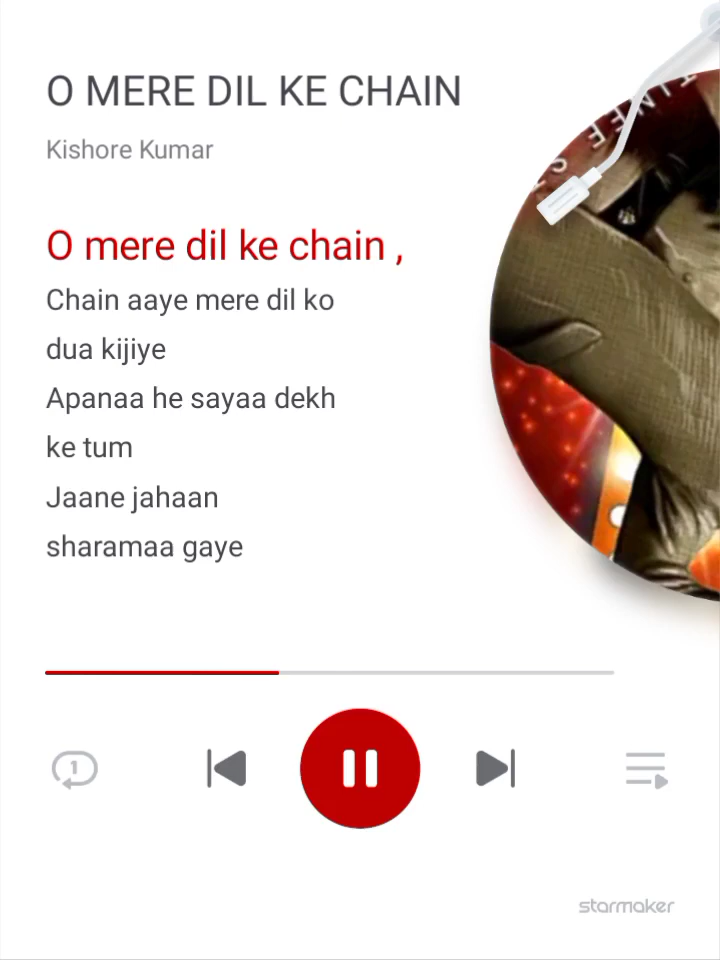 O MERE DIL KE CHAIN
Kishore Kumar
O mere dil ke chain ,
Chain aaye mere dil ko
dua kijiye
Apanaa he sayaa dekh
ke tum
Jaane jahaan
sharamaa gaye
1
starmaker